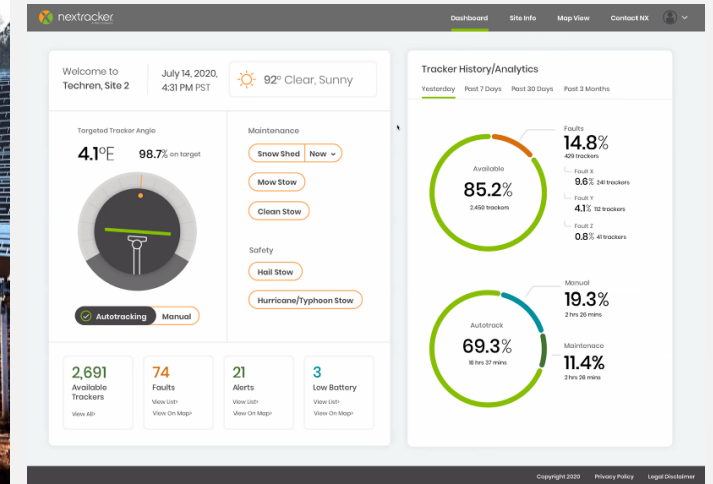 nextracker
Dashboard
Site Info
Map View
Contact NX
Welcome to
Techren, Site 2
July 14, 2020,
4:31 PM PST
92° Clear, Sunny
Targeted Tracker Angle
4.1°E
98.7% on target
Autotracking
Manual
Maintenance
Snow Shed
Now
Mow Stow
Clean Stow
Safety
Hail Stow
Hurricane/Typhoon Stow
2,691
Available
Trackers
View All>
74
Faults
View List>
View On Map>
21
Alerts
View List>
View On Map>
3
Low Battery
View List>
View On Map>
Tracker History/Analytics
Yesterday
Past 7 Days
Past 30 Days
Past 3 Months
Available
85.2%
2,450 trackers
Faults
14.8%
429 trackers
Fault X
9.6% 241 trackers
Fault Y
4.1% 112 trackers
Fault Z
0.8% 41 trackers
Autotrack
69.3%
16 hrs 37 mins
Manual
19.3%
2 hrs 26 mins
Maintenace
11.4%
2 hrs 26 mins
Copyright 2020
Privacy Policy
Legal Disclaimer